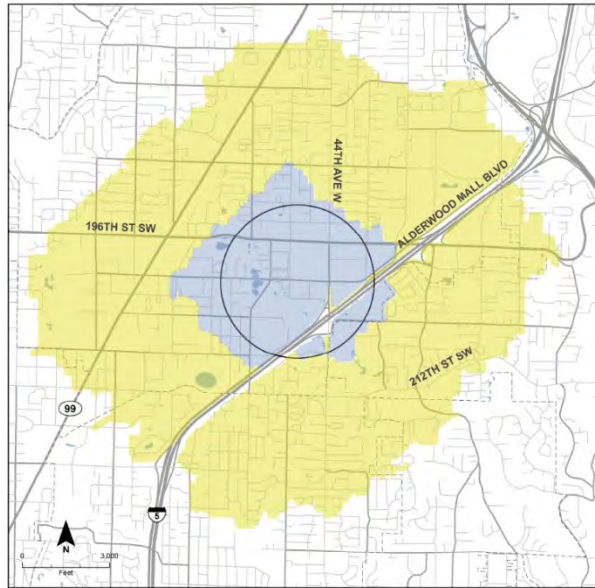 44TH AVE W
ALDERWOOD MALL BLVD
196TH ST SW
212TH ST SW
99
5
N
0 3,000
Feet